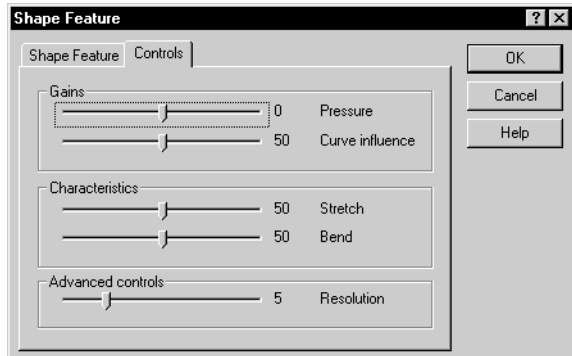 Shape Feature
Shape Feature Controls
OK
Cancel
Help
Gains
0 Pressure
50 Curve influence
Characteristics
50 Stretch
50 Bend
Advanced controls
5 Resolution